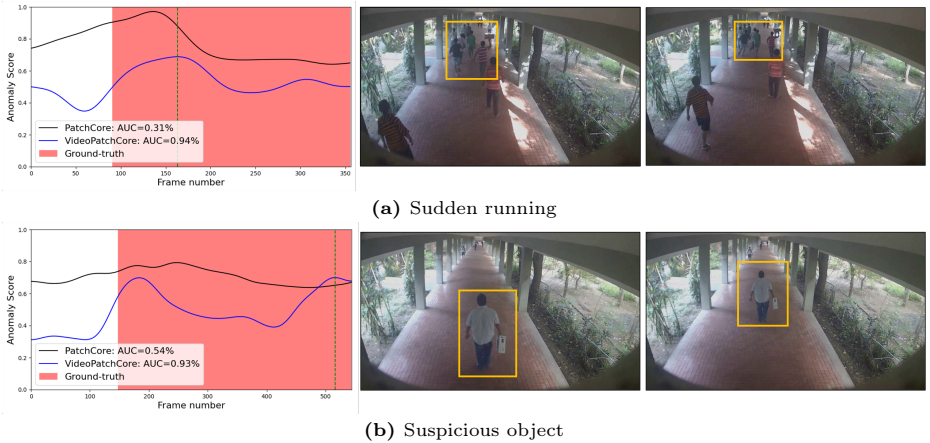 1.0
0.8
0.6
0.4
0.2
0.0
Anomaly Score
PatchCore: AUC=0.31%
VideoPatchCore: AUC=0.94%
Ground-truth
0 50 100 150 200 250 300 350
Frame number
(a) Sudden running
1.0
0.8
0.6
0.4
0.2
0.0
Anomaly Score
PatchCore: AUC=0.54%
VideoPatchCore: AUC=0.93%
Ground-truth
0 100 200 300 400 500
Frame number
(b) Suspicious object